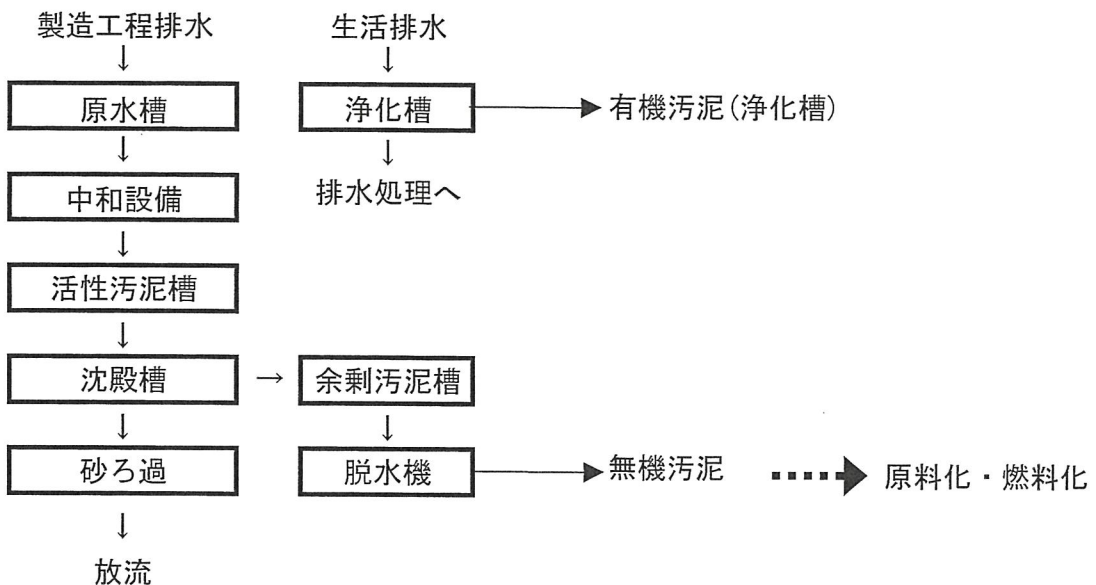 製造工程排水
↓
原水槽
↓
中和設備
↓
活性汚泥槽
↓
沈殿槽
→
↓
砂ろ過
↓
放流
生活排水
↓
浄化槽
有機汚泥(浄化槽)
↓
排水処理へ
余剰汚泥槽
↓
脱水機
無機汚泥
原料化・燃料化